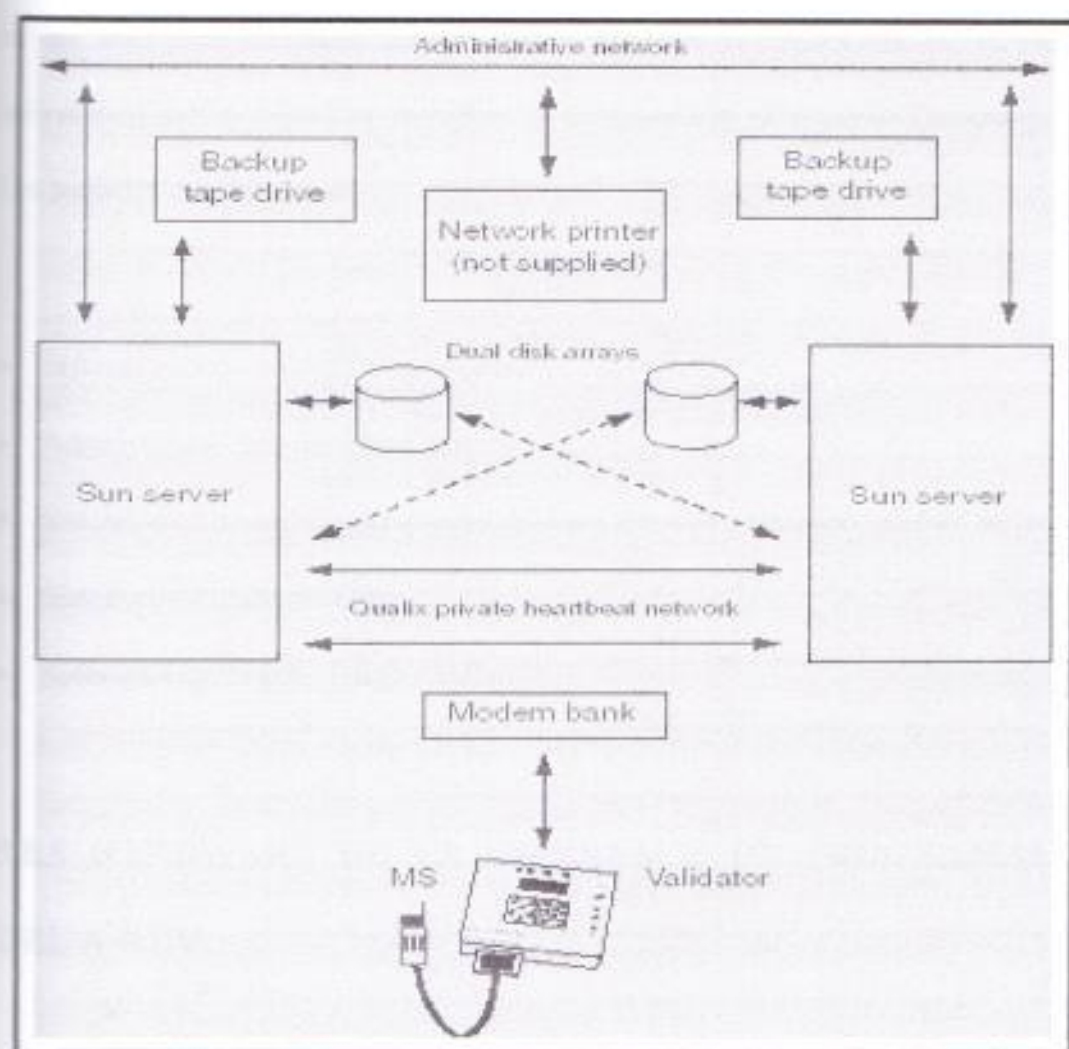 Administrative network
Backup
tape drive
Backup
tape drive
Network printer
(not supplied)
Dual disk arrays
Sun server
Sun server
Qualix private heartbeat network
Modem bank
MS
Validator